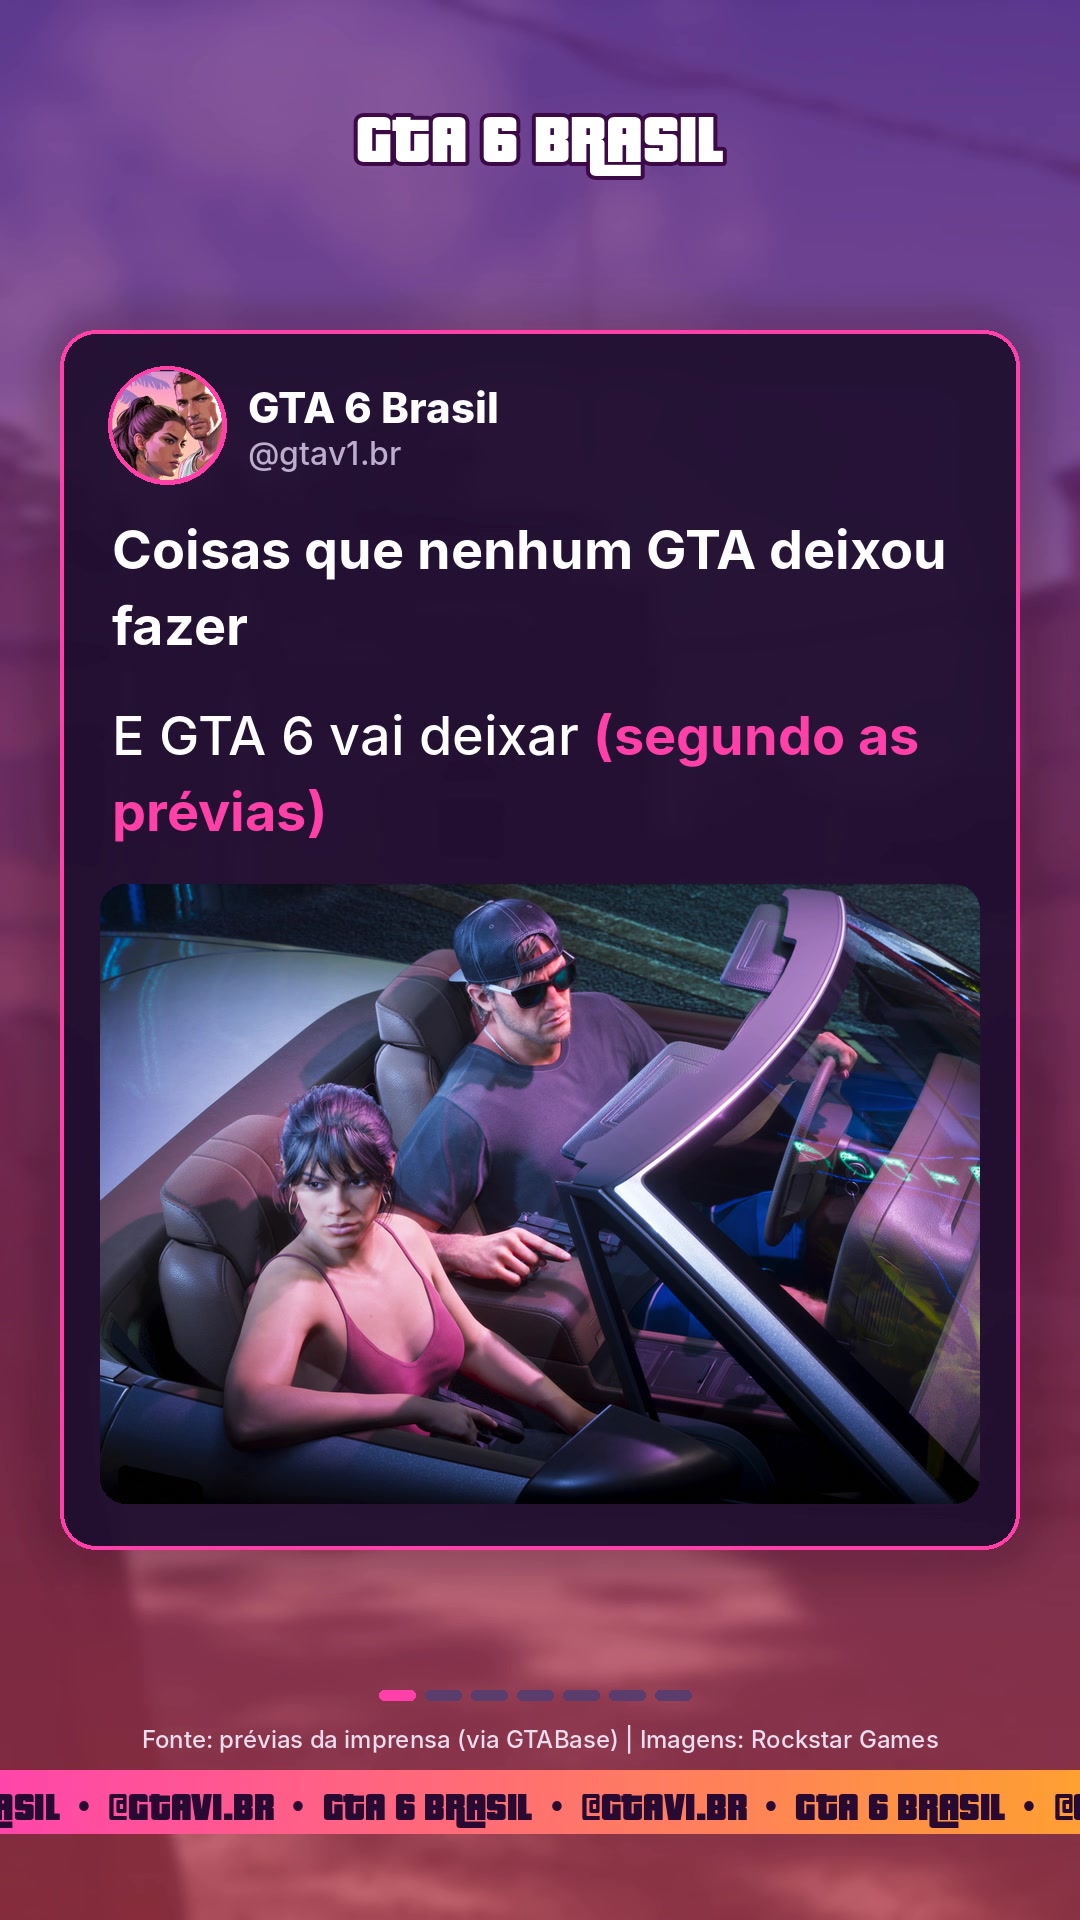 GTA 6 BRASIL
GTA 6 Brasil
@gtav1.br
Coisas que nenhum GTA deixou
fazer
E GTA 6 vai deixar (segundo as
prévias)
Fonte: prévias da imprensa (via GTABase) | Imagens: Rockstar Games
ASIL • @GTAVI.BR • GTA 6 BRASIL • @GTAVI.BR • GTA 6 BRASIL • @